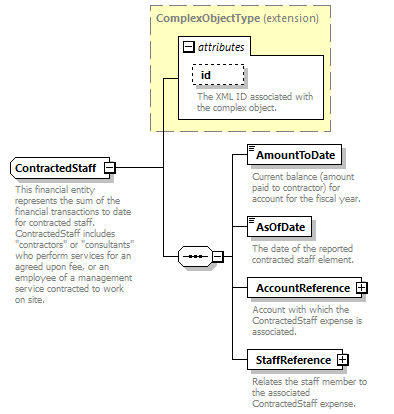 ComplexObjectType (extension)
attributes
id
The XML ID associated with
the complex object.
ContractedStaff
This financial entity
represents the sum of the
financial transactions to date
for contracted staff.
ContractedStaff includes
"contractors" or "consultants"
who perform services for an
agreed upon fee, or an
employee of a management
service contracted to work
on site.
AmountToDate
Current balance (amount
paid to contractor) for
account for the fiscal year.
AsOfDate
The date of the reported
contracted staff element.
AccountReference
Account with which the
ContractedStaff expense is
associated.
StaffReference
Relates the staff member to
the associated
ContractedStaff expense.